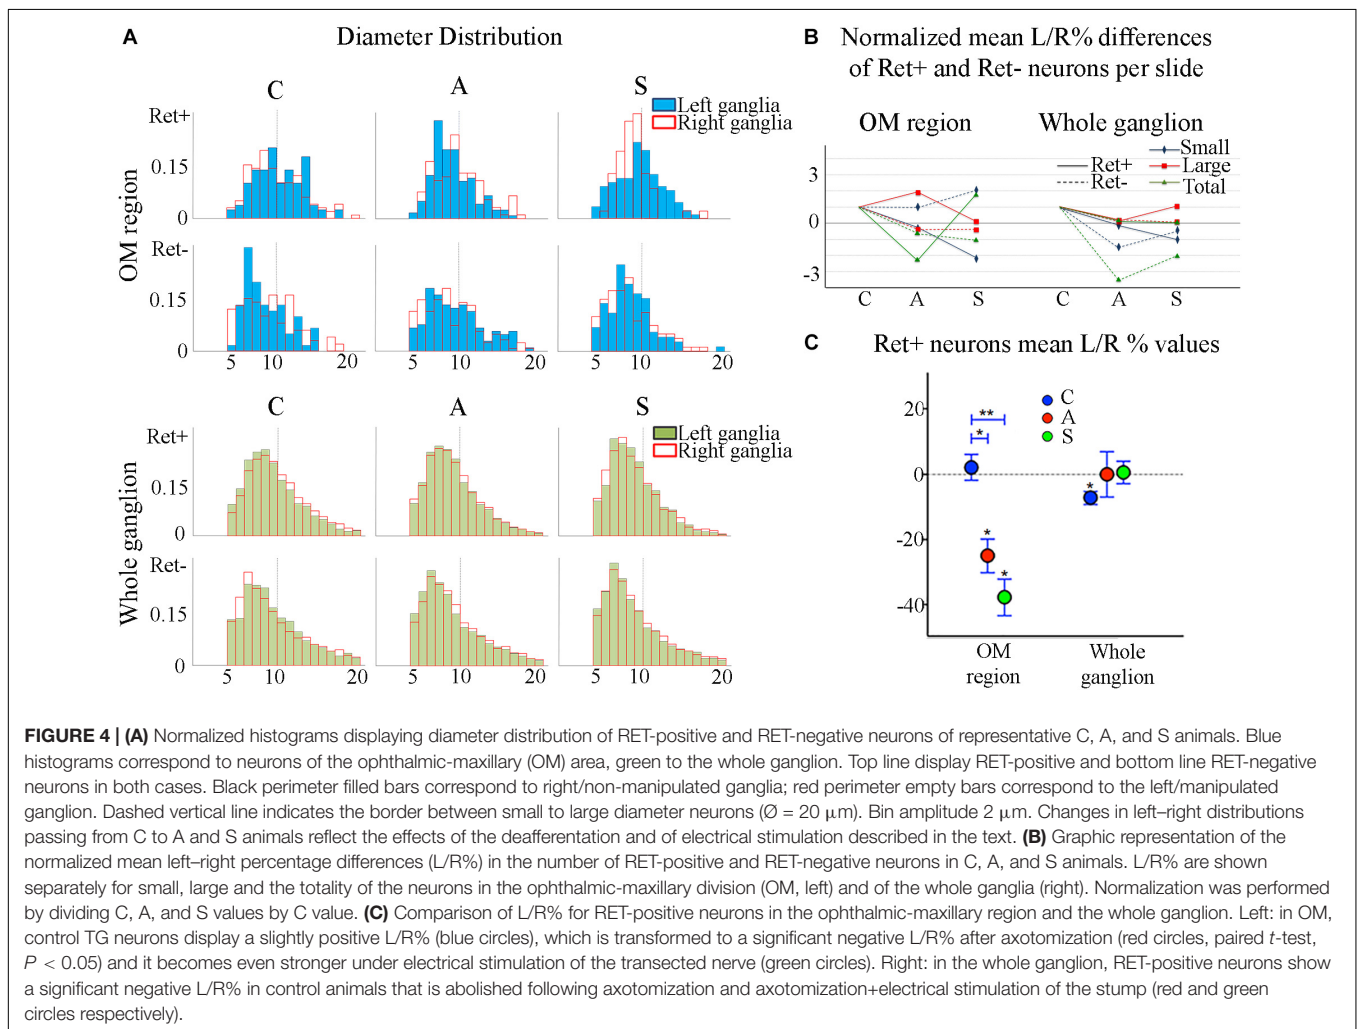 A
Diameter Distribution
C
A
S
Left ganglia
Right ganglia
OM region
Ret+
0.15
0
Ret-
0.15
0
5 10 20
5 10 20
5 10 20
C
A
S
Left ganglia
Right ganglia
Whole ganglion
Ret+
0.15
0
Ret-
0.15
0
5 10 20
5 10 20
5 10 20
B
Normalized mean L/R% differences
of Ret+ and Ret- neurons per slide
OM region
Whole ganglion
Ret+
Ret-
Small
Large
Total
3
0
-3
C A S
C A S
C
Ret+ neurons mean L/R % values
C
A
S
20
0
-20
-40
**
*
*
*
*
OM
region
Whole
ganglion
FIGURE 4 | (A) Normalized histograms displaying diameter distribution of RET-positive and RET-negative neurons of representative C, A, and S animals. Blue
histograms correspond to neurons of the ophthalmic-maxillary (OM) area, green to the whole ganglion. Top line display RET-positive and bottom line RET-negative
neurons in both cases. Black perimeter filled bars correspond to right/non-manipulated ganglia; red perimeter empty bars correspond to the left/manipulated
ganglion. Dashed vertical line indicates the border between small to large diameter neurons (Ø = 20 μm). Bin amplitude 2 μm. Changes in left–right distributions
passing from C to A and S animals reflect the effects of the deafferentation and of electrical stimulation described in the text. (B) Graphic representation of the
normalized mean left–right percentage differences (L/R%) in the number of RET-positive and RET-negative neurons in C, A, and S animals. L/R% are shown
separately for small, large and the totality of the neurons in the ophthalmic-maxillary division (OM, left) and of the whole ganglia (right). Normalization was performed
by dividing C, A, and S values by C value. (C) Comparison of L/R% for RET-positive neurons in the ophthalmic-maxillary region and the whole ganglion. Left: in OM,
control TG neurons display a slightly positive L/R% (blue circles), which is transformed to a significant negative L/R% after axotomization (red circles, paired t-test,
P < 0.05) and it becomes even stronger under electrical stimulation of the transected nerve (green circles). Right: in the whole ganglion, RET-positive neurons show
a significant negative L/R% in control animals that is abolished following axotomization and axotomization+electrical stimulation of the stump (red and green
circles respectively).